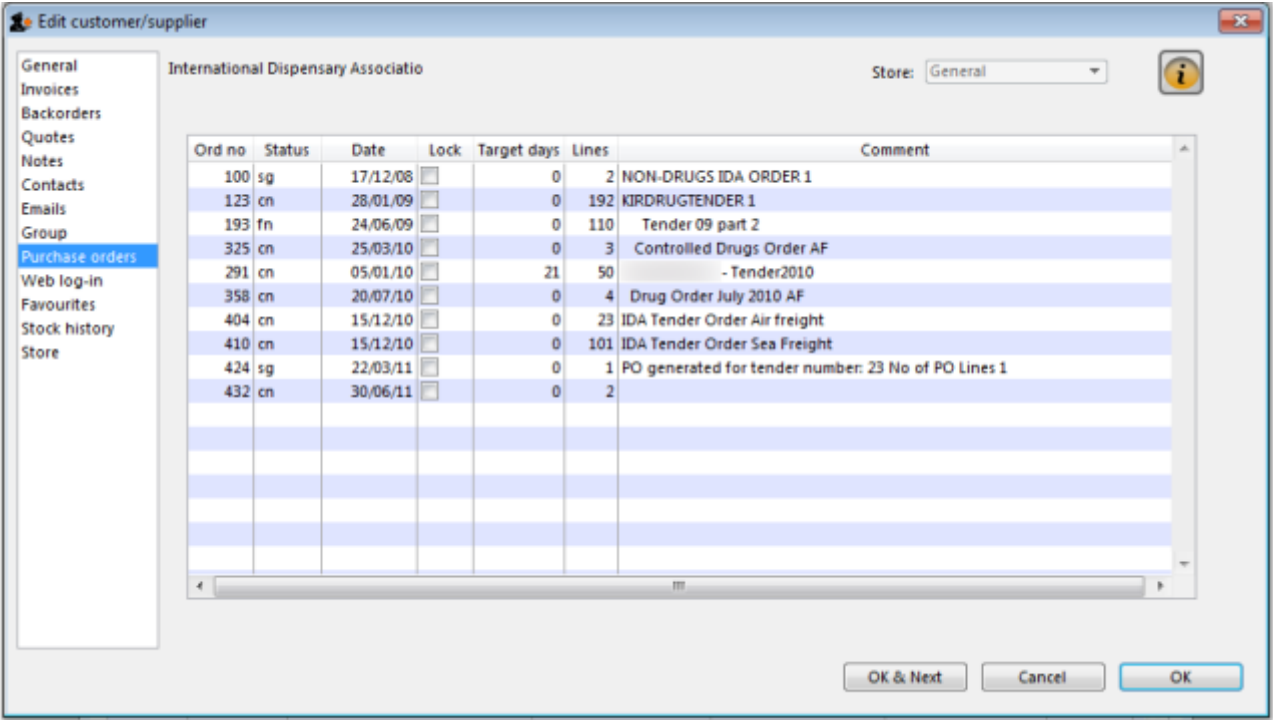 Edit customer/supplier
General
Invoices
Backorders
Quotes
Notes
Contacts
Emails
Group
Purchase orders
Web log-in
Favourites
Stock history
Store
International Dispensary Associatio
Store: General
Ord no Status Date Lock Target days Lines Comment
100 sg 17/12/08 0 2 NON-DRUGS IDA ORDER 1
123 cn 28/01/09 0 192 KIRDRUGTENDER 1
193 fn 24/06/09 0 110 Tender 09 part 2
325 cn 25/03/10 0 3 Controlled Drugs Order AF
291 cn 05/01/10 21 50 - Tender2010
358 cn 20/07/10 0 4 Drug Order July 2010 AF
404 cn 15/12/10 0 23 IDA Tender Order Air freight
410 cn 15/12/10 0 101 IDA Tender Order Sea Freight
424 sg 22/03/11 0 1 PO generated for tender number: 23 No of PO Lines 1
432 cn 30/06/11 0 2
OK & Next Cancel OK